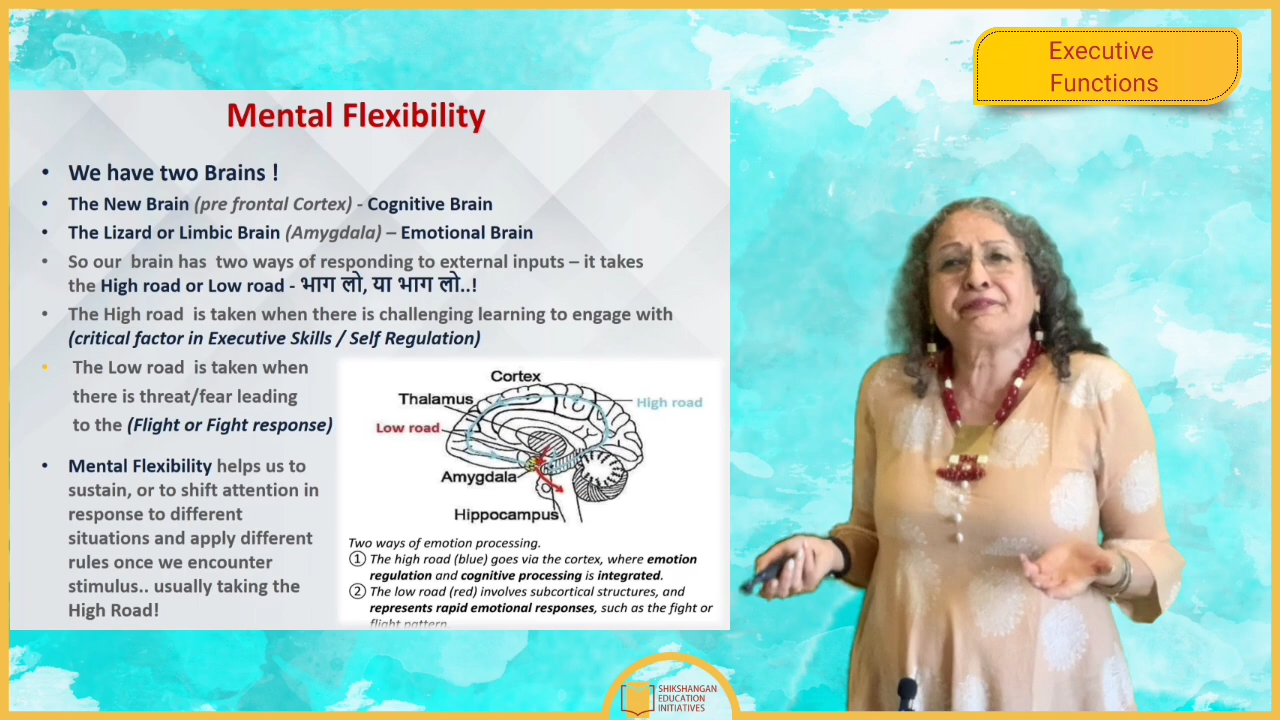 Executive
Functions
Mental Flexibility
• We have two Brains !
• The New Brain (pre frontal Cortex) - Cognitive Brain
• The Lizard or Limbic Brain (Amygdala) – Emotional Brain
• So our brain has two ways of responding to external inputs – it takes
the High road or Low road - भाग लो, या भाग लो..!
• The High road is taken when there is challenging learning to engage with
(critical factor in Executive Skills / Self Regulation)
• The Low road is taken when
there is threat/fear leading
to the (Flight or Fight response)
• Mental Flexibility helps us to
sustain, or to shift attention in
response to different
situations and apply different
rules once we encounter
stimulus.. usually taking the
High Road!
Cortex
Thalamus
High road
Low road
Amygdala
Hippocampus
Two ways of emotion processing.
① The high road (blue) goes via the cortex, where emotion
regulation and cognitive processing is integrated.
② The low road (red) involves subcortical structures, and
represents rapid emotional responses, such as the fight or
flight pattern.
SHIKSHANGAN
EDUCATION
INITIATIVES